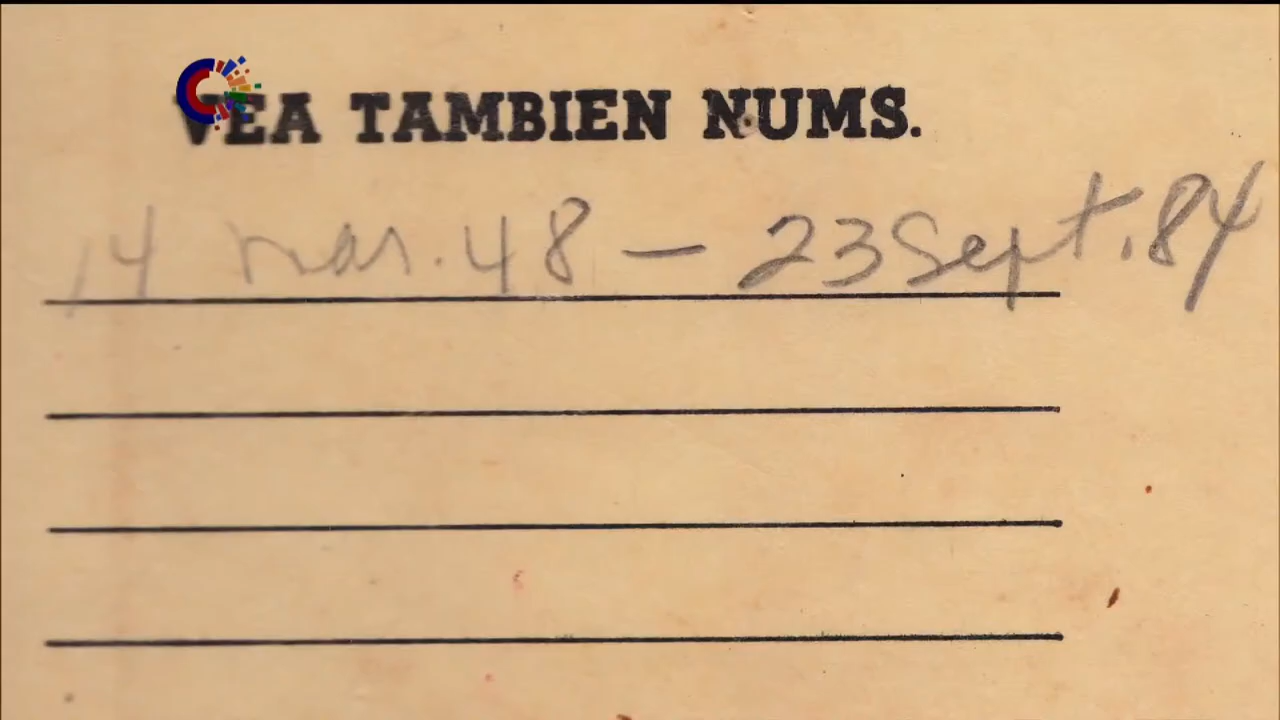 VEA TAMBIEN NUMS.
14 mar. 48 — 23 Sept. 84